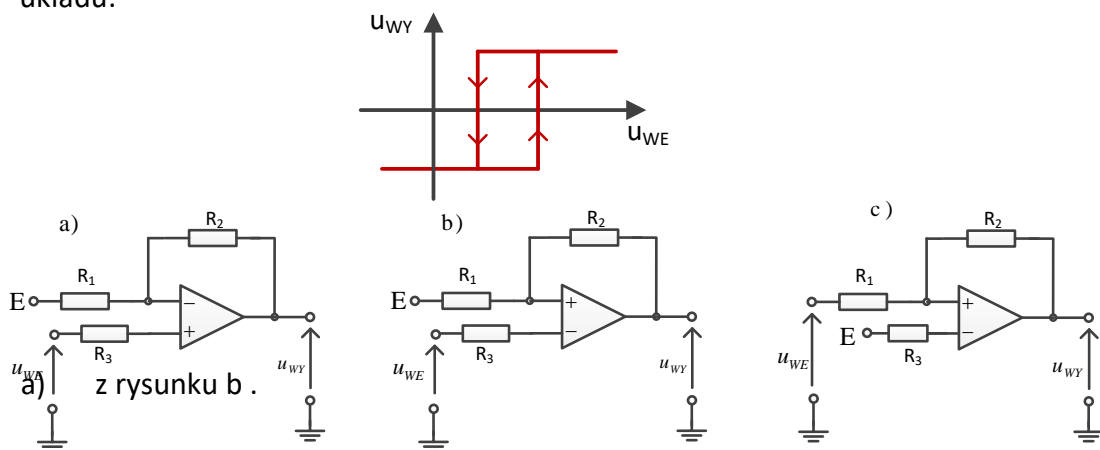 układu:
u_WY
u_WE
a)
R₂
R₁
E
−
+
R₃
u_WE
u_WY
b)
R₂
R₁
E
+
−
R₃
u_WE
u_WY
c )
R₂
R₁
+
E
−
R₃
u_WE
u_WY
a) z rysunku b .